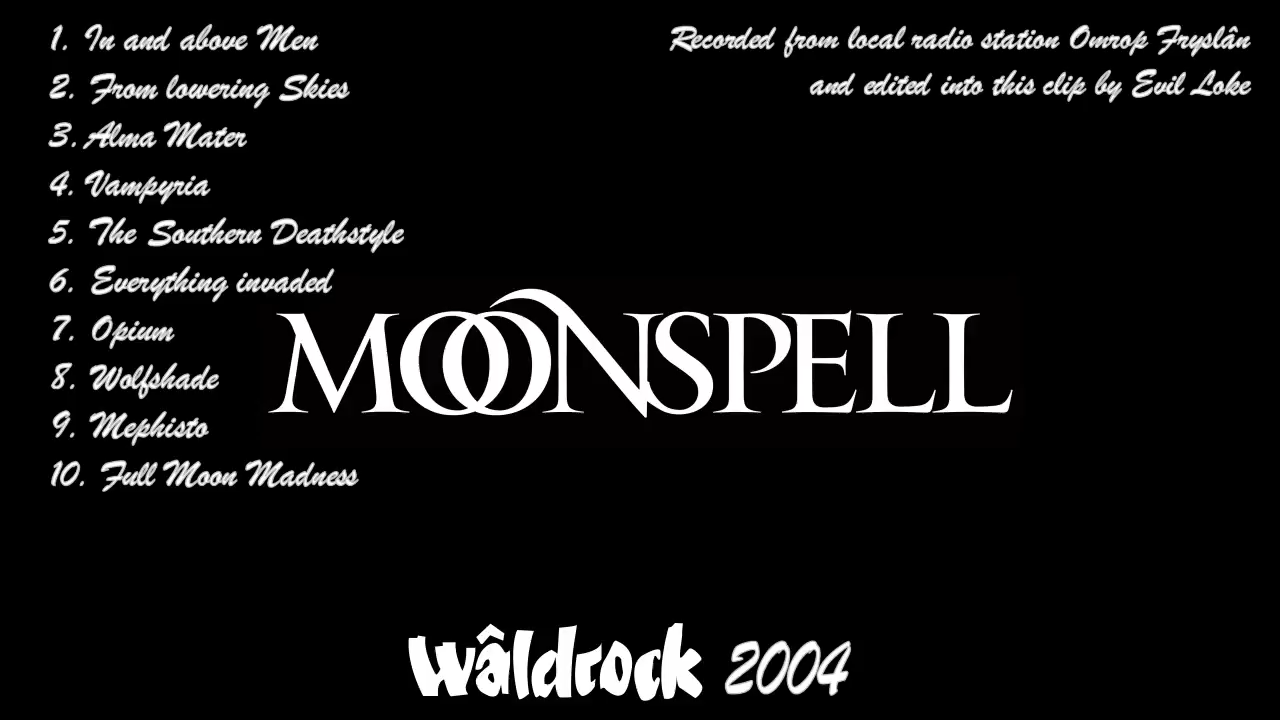 1. In and above Men
2. From lowering Skies
3. Alma Mater
4. Vampyria
5. The Southern Deathstyle
6. Everything invaded
7. Opium
8. Wolfshade
9. Mephisto
10. Full Moon Madness
Recorded from local radio station Omrop Fryslân
and edited into this clip by Evil Loke
MOONSPELL
wâldrock 2004